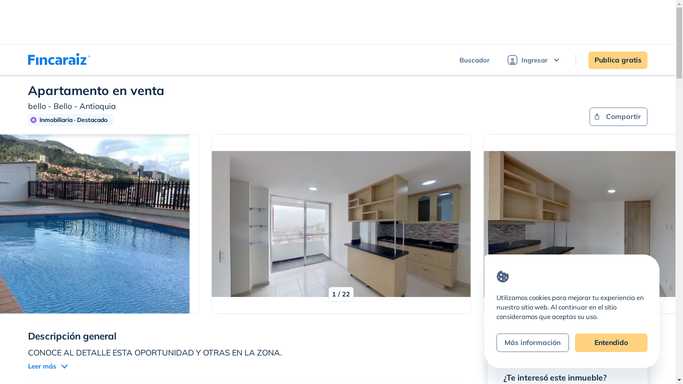 Fincaraíz
Buscador
Ingresar
Publica gratis
Apartamento en venta
bello - Bello - Antioquia
Inmobiliaria · Destacado
Compartir
1 / 22
Utilizamos cookies para mejorar tu experiencia en
nuestro sitio web. Al continuar en el sitio
consideramos que aceptas su uso.
Más información
Entendido
Descripción general
CONOCE AL DETALLE ESTA OPORTUNIDAD Y OTRAS EN LA ZONA.
Leer más
¿Te interesó este inmueble?